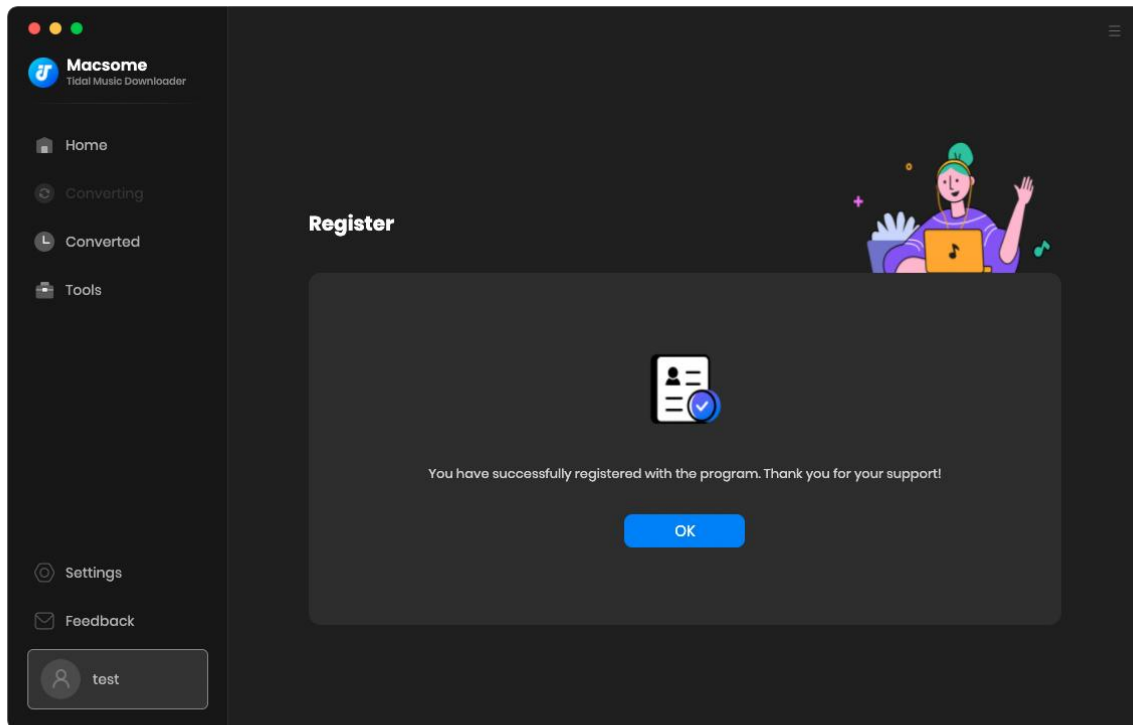 Macsome
Tidal Music Downloader
Home
Converting
Converted
Tools
Settings
Feedback
test
Register
You have successfully registered with the program. Thank you for your support!
OK